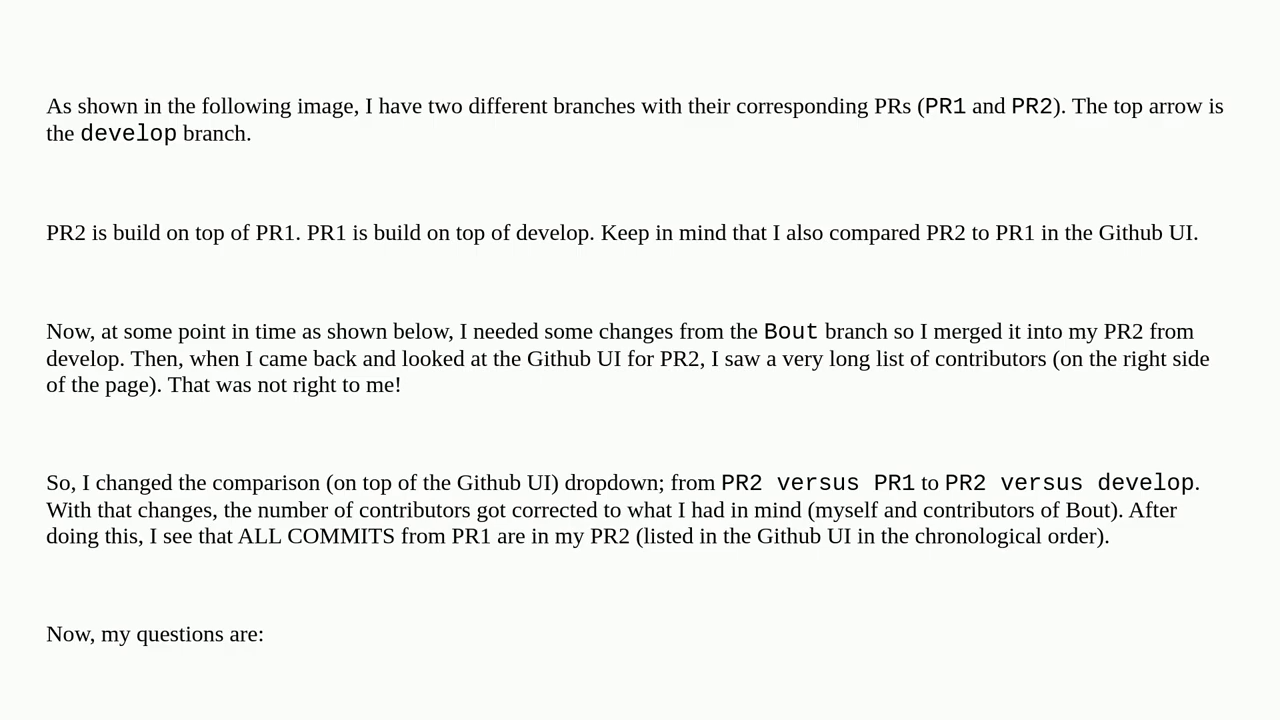 As shown in the following image, I have two different branches with their corresponding PRs (PR1 and PR2). The top arrow is
the develop branch.
PR2 is build on top of PR1. PR1 is build on top of develop. Keep in mind that I also compared PR2 to PR1 in the Github UI.
Now, at some point in time as shown below, I needed some changes from the Bout branch so I merged it into my PR2 from
develop. Then, when I came back and looked at the Github UI for PR2, I saw a very long list of contributors (on the right side
of the page). That was not right to me!
So, I changed the comparison (on top of the Github UI) dropdown; from PR2 versus PR1 to PR2 versus develop.
With that changes, the number of contributors got corrected to what I had in mind (myself and contributors of Bout). After
doing this, I see that ALL COMMITS from PR1 are in my PR2 (listed in the Github UI in the chronological order).
Now, my questions are: